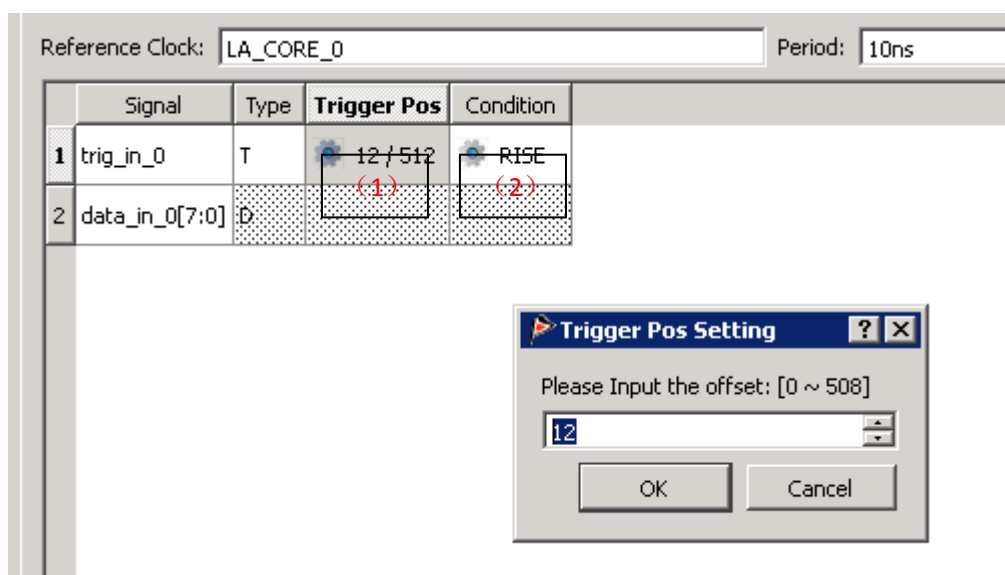 Reference Clock: LA_CORE_0 Period: 10ns
Signal Type Trigger Pos Condition
1 trig_in_0 T 12 / 512 RISE
(1) (2)
2 data_in_0[7:0] D
Trigger Pos Setting ? X
Please Input the offset: [0 ~ 508]
12
OK Cancel